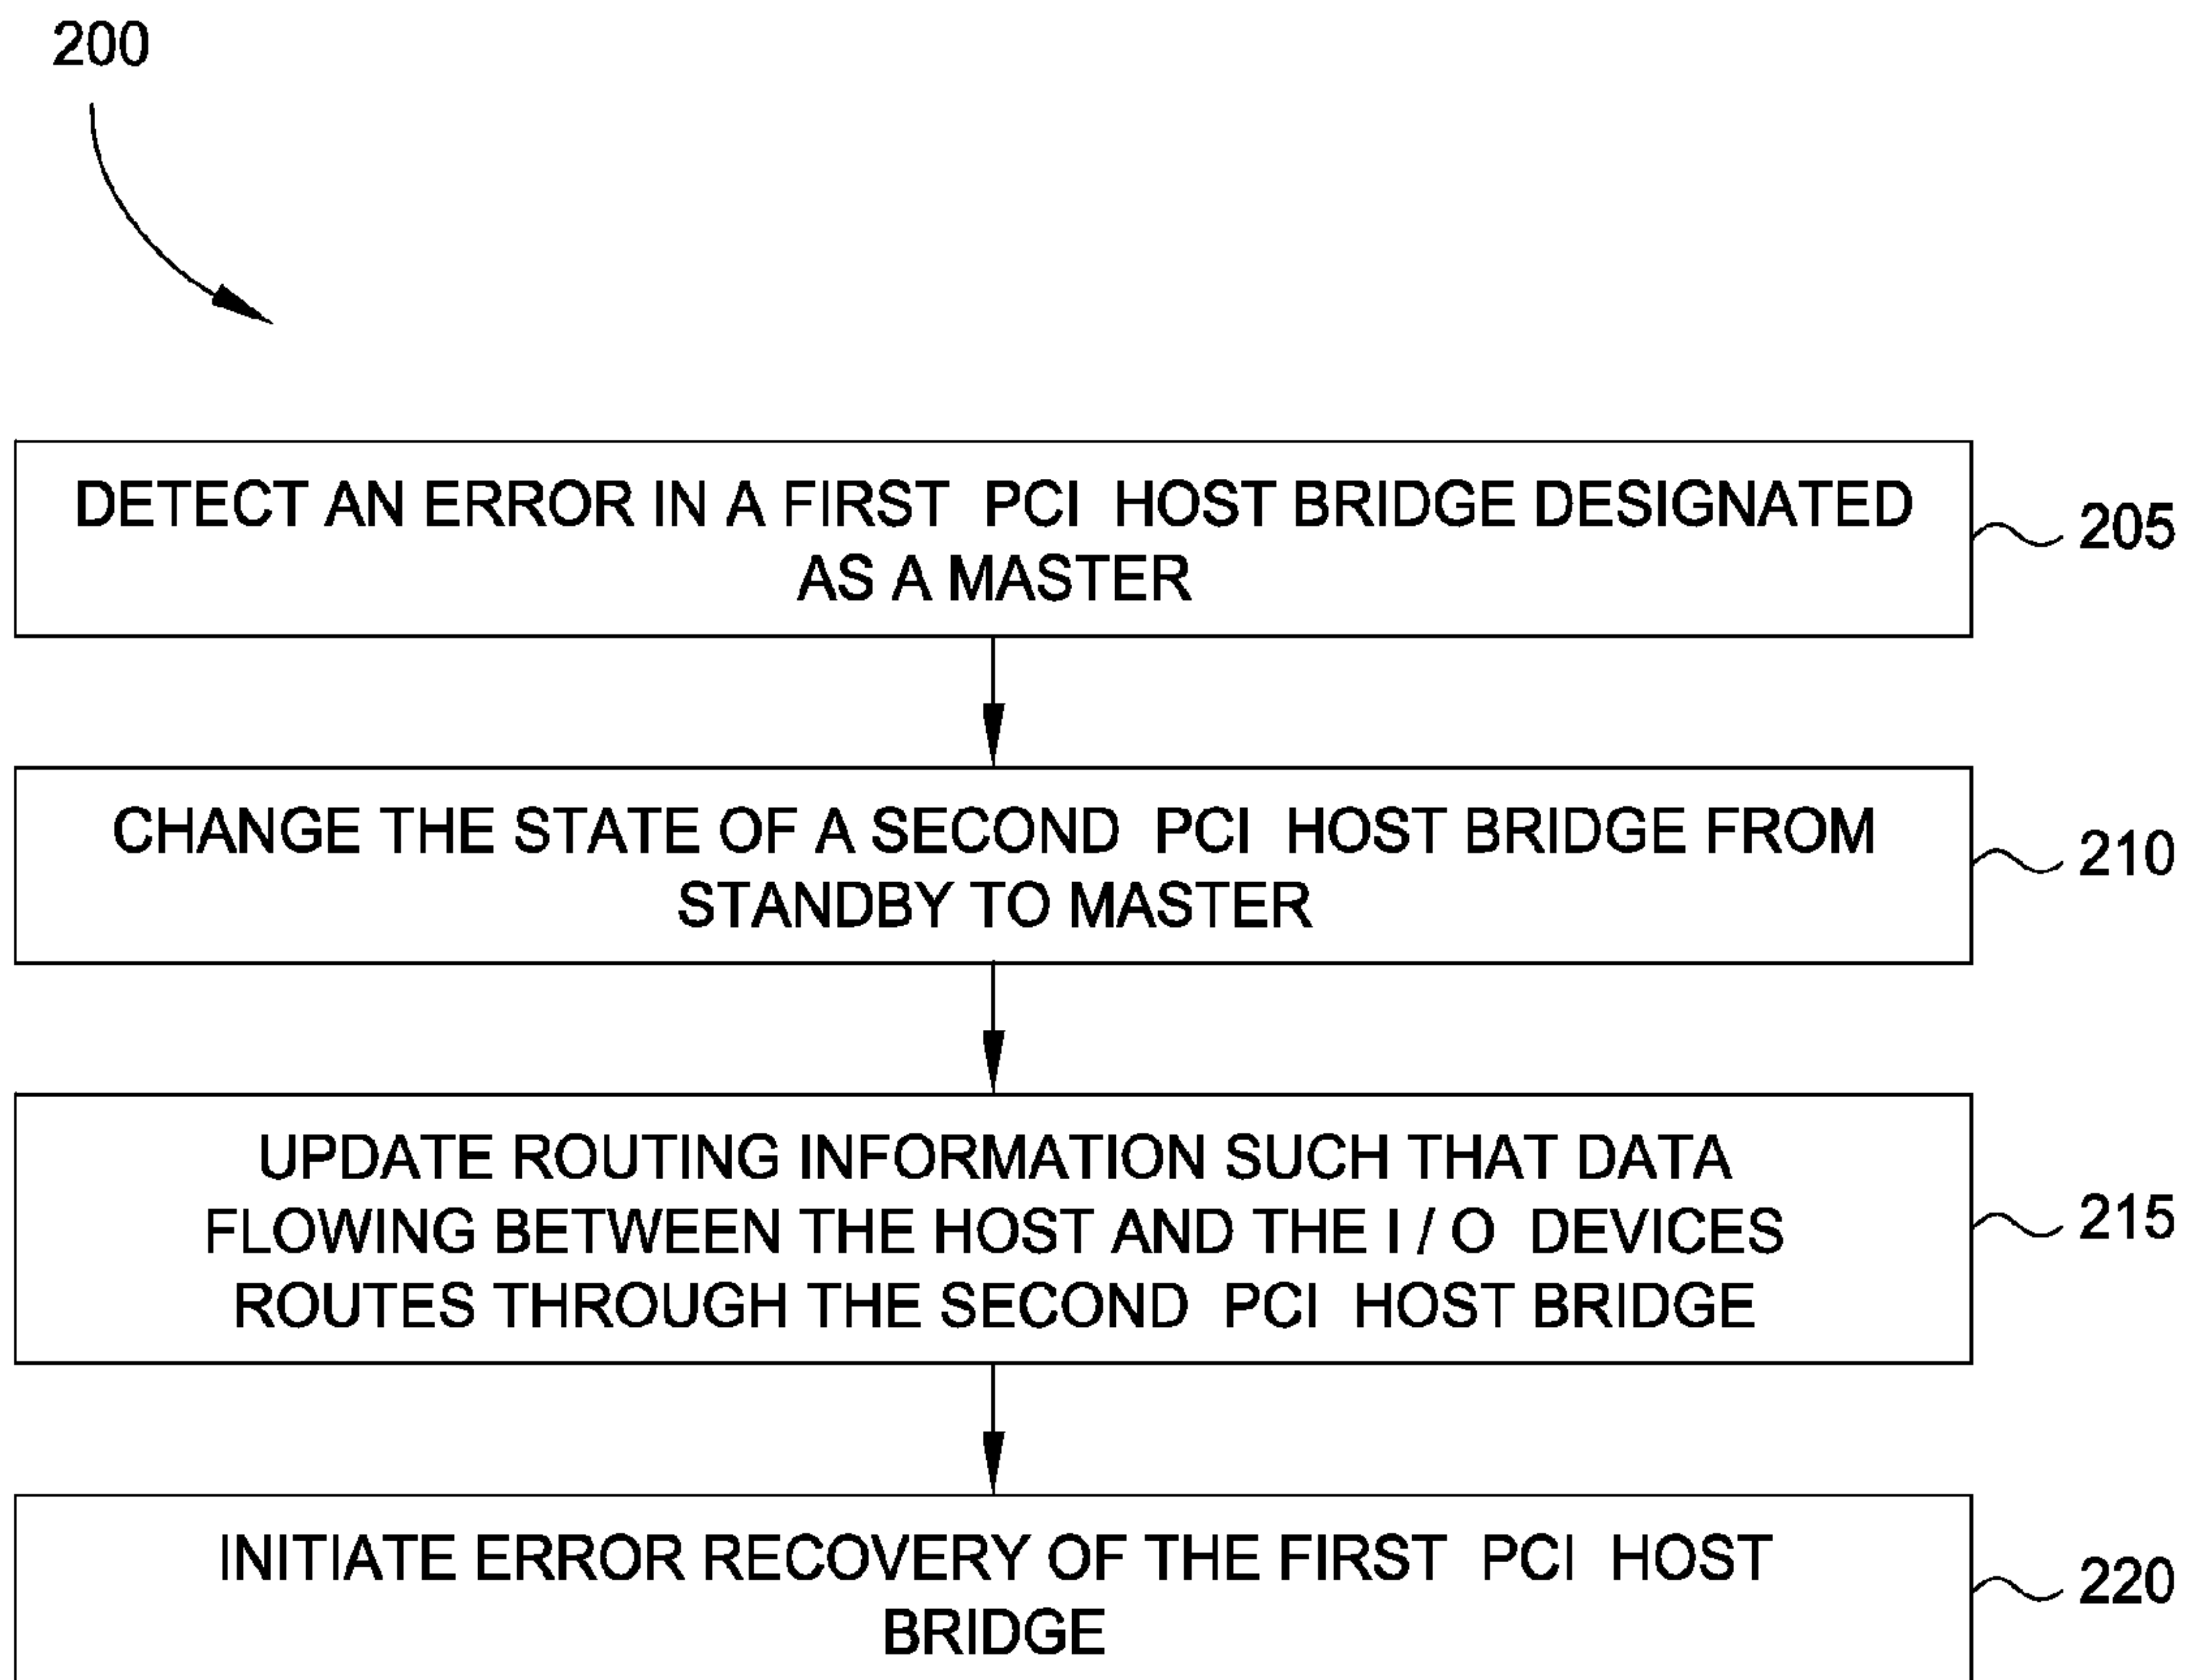 200
DETECT AN ERROR IN A FIRST PCI HOST BRIDGE DESIGNATED
AS A MASTER
205
CHANGE THE STATE OF A SECOND PCI HOST BRIDGE FROM
STANDBY TO MASTER
210
UPDATE ROUTING INFORMATION SUCH THAT DATA
FLOWING BETWEEN THE HOST AND THE I / O DEVICES
ROUTES THROUGH THE SECOND PCI HOST BRIDGE
215
INITIATE ERROR RECOVERY OF THE FIRST PCI HOST
BRIDGE
220